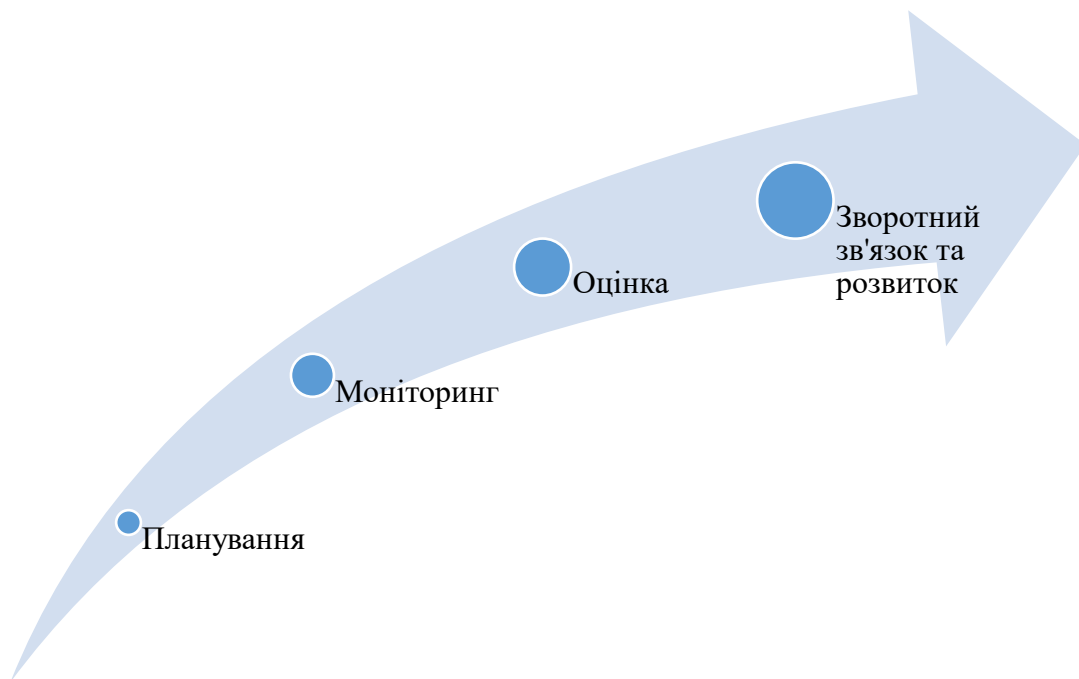 Зворотний
зв'язок та
розвиток
Оцінка
Моніторинг
Планування